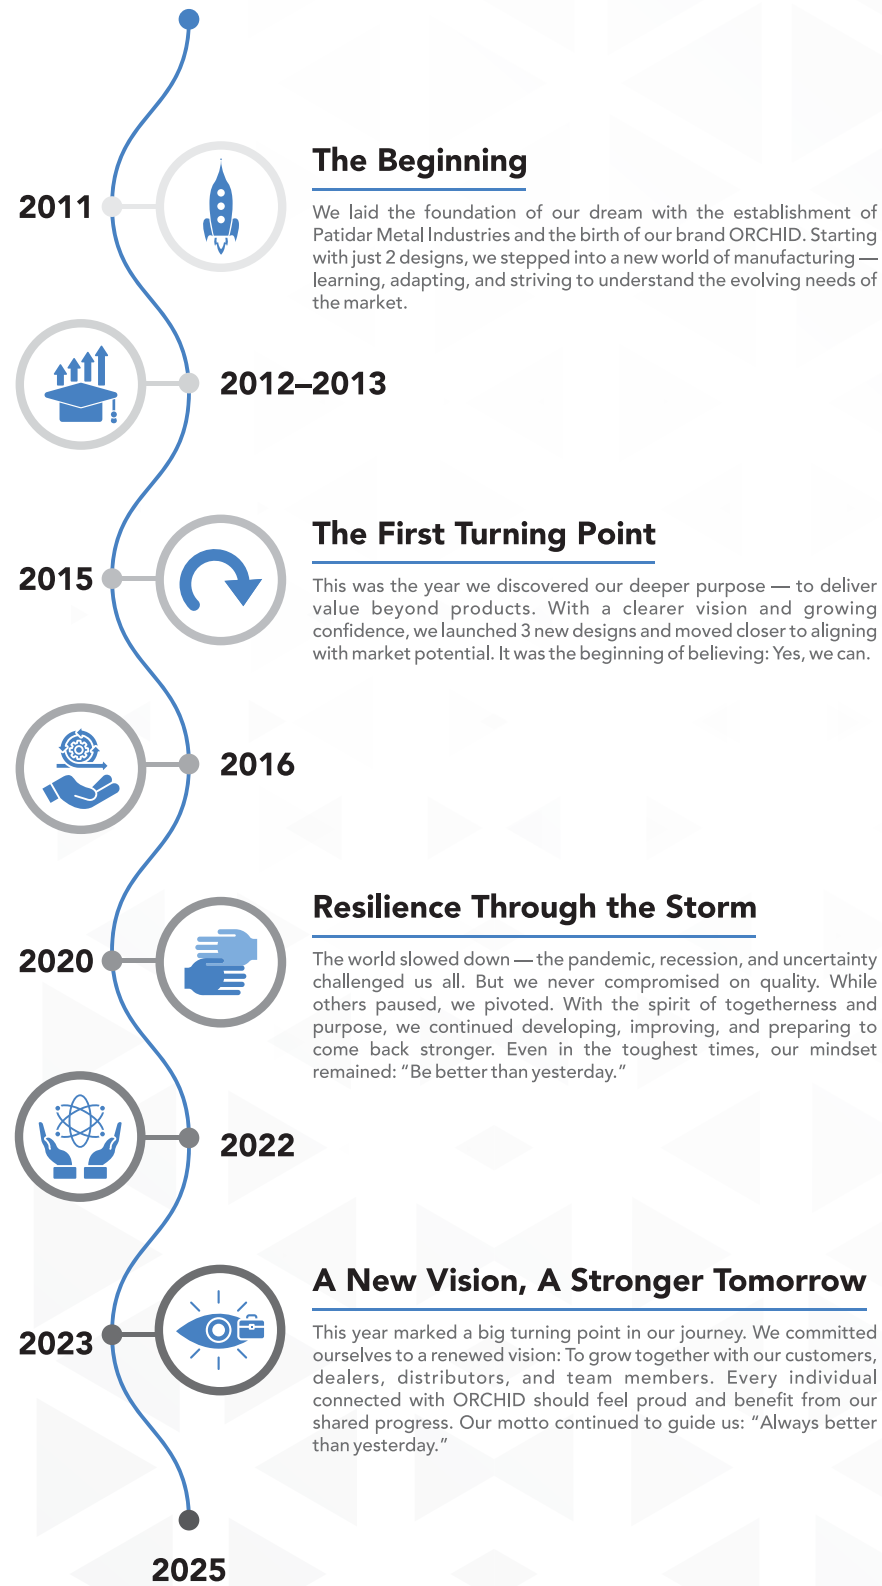 The Beginning
2011
We laid the foundation of our dream with the establishment of
Patidar Metal Industries and the birth of our brand ORCHID. Starting
with just 2 designs, we stepped into a new world of manufacturing —
learning, adapting, and striving to understand the evolving needs of
the market.
2012–2013
The First Turning Point
2015
This was the year we discovered our deeper purpose — to deliver
value beyond products. With a clearer vision and growing
confidence, we launched 3 new designs and moved closer to aligning
with market potential. It was the beginning of believing: Yes, we can.
2016
Resilience Through the Storm
2020
The world slowed down — the pandemic, recession, and uncertainty
challenged us all. But we never compromised on quality. While
others paused, we pivoted. With the spirit of togetherness and
purpose, we continued developing, improving, and preparing to
come back stronger. Even in the toughest times, our mindset
remained: “Be better than yesterday.”
2022
A New Vision, A Stronger Tomorrow
2023
This year marked a big turning point in our journey. We committed
ourselves to a renewed vision: To grow together with our customers,
dealers, distributors, and team members. Every individual
connected with ORCHID should feel proud and benefit from our
shared progress. Our motto continued to guide us: “Always better
than yesterday.”
2025